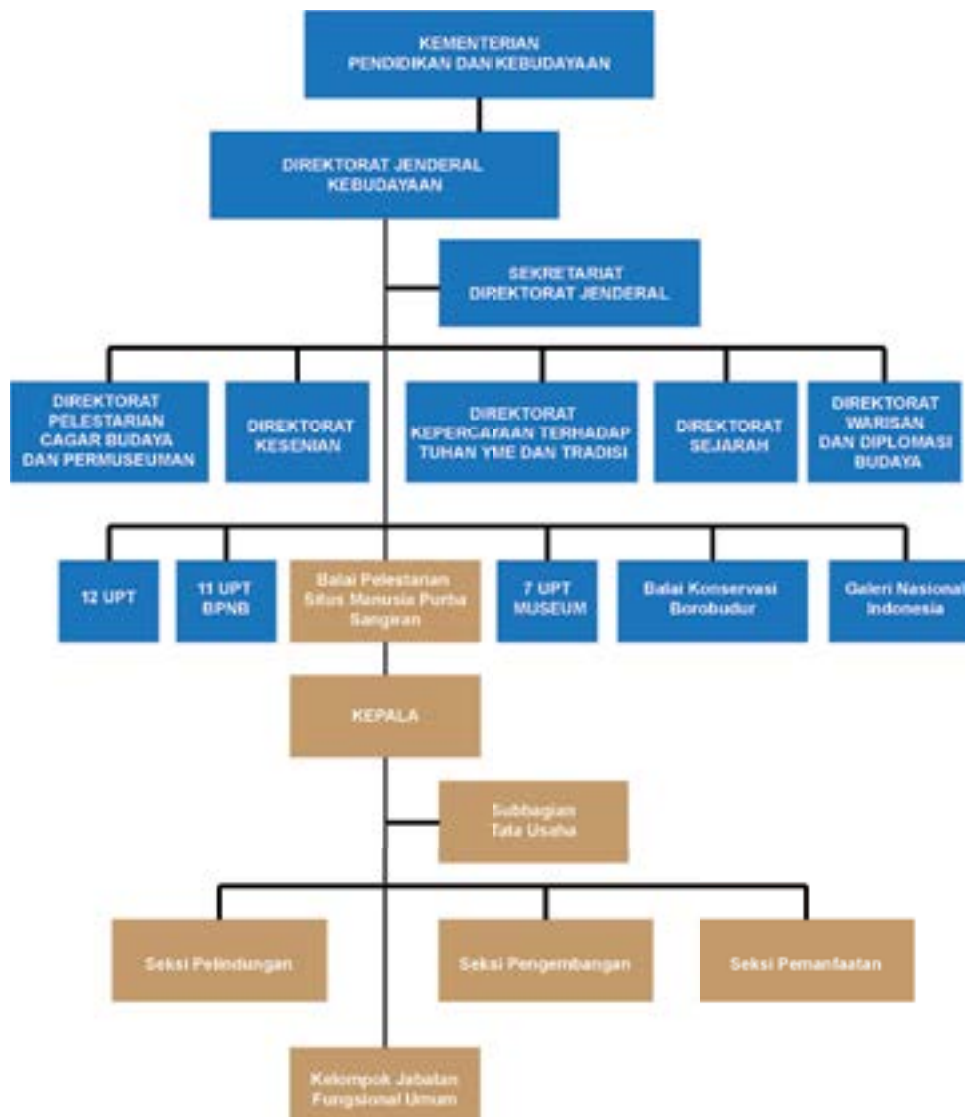 KEMENTERIAN
PENDIDIKAN DAN KEBUDAYAAN
DIREKTORAT JENDERAL
KEBUDAYAAN
SEKRETARIAT
DIREKTORAT JENDERAL
DIREKTORAT
PELESTARIAN
CAGAR BUDAYA
DAN PERMUSEUMAN
DIREKTORAT
KESENIAN
DIREKTORAT
KEPERCAYAAN TERHADAP
TUHAN YME DAN TRADISI
DIREKTORAT
SEJARAH
DIREKTORAT
WARISAN
DAN DIPLOMASI
BUDAYA
12 UPT
11 UPT
BPNB
Balai Pelestarian
Situs Manusia Purba
Sangiran
7 UPT
MUSEUM
Balai Konservasi
Borobudur
Galeri Nasional
Indonesia
KEPALA
Subbagian
Tata Usaha
Seksi Pelindungan
Seksi Pengembangan
Seksi Pemanfaatan
Kelompok Jabatan
Fungsional Umum